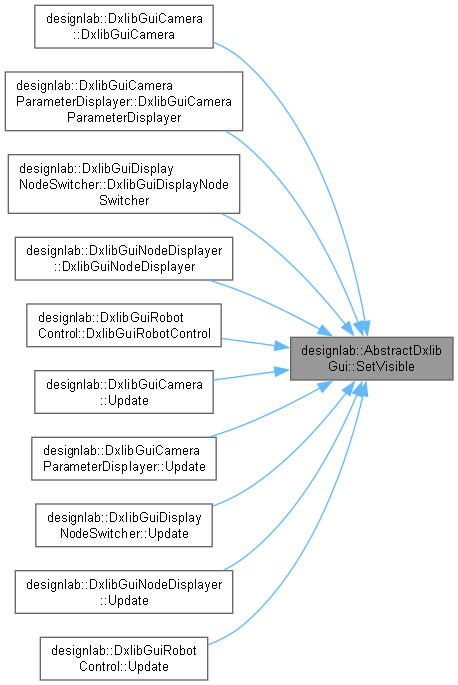 designlab::DxlibGuiCamera
::DxlibGuiCamera
designlab::DxlibGuiCamera
ParameterDisplayer::DxlibGuiCamera
ParameterDisplayer
designlab::DxlibGuiDisplay
NodeSwitcher::DxlibGuiDisplayNode
Switcher
designlab::DxlibGuiNodeDisplayer
::DxlibGuiNodeDisplayer
designlab::DxlibGuiRobot
Control::DxlibGuiRobotControl
designlab::AbstractDxlib
Gui::SetVisible
designlab::DxlibGuiCamera
::Update
designlab::DxlibGuiCamera
ParameterDisplayer::Update
designlab::DxlibGuiDisplay
NodeSwitcher::Update
designlab::DxlibGuiNodeDisplayer
::Update
designlab::DxlibGuiRobot
Control::Update